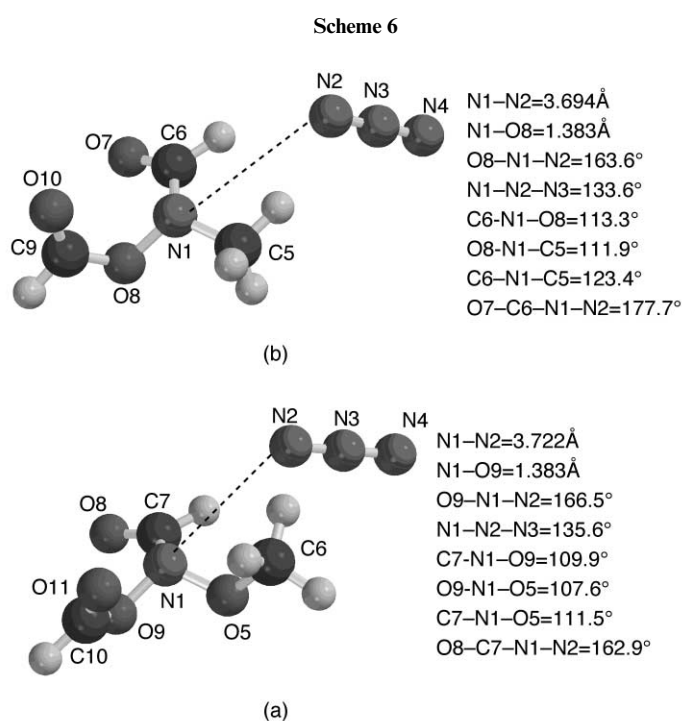 Scheme 6
N2 N3 N4
O7 C6
O10
C9 N1 C5
O8
N1–N2=3.694Å
N1–O8=1.383Å
O8–N1–N2=163.6°
N1–N2–N3=133.6°
C6-N1–O8=113.3°
O8-N1–C5=111.9°
C6–N1–C5=123.4°
O7–C6–N1–N2=177.7°
(b)
N2 N3 N4
O8 C7
C6
O11 N1
O9 O5
C10
N1–N2=3.722Å
N1–O9=1.383Å
O9–N1–N2=166.5°
N1–N2–N3=135.6°
C7-N1–O9=109.9°
O9-N1–O5=107.6°
C7–N1–O5=111.5°
O8–C7–N1–N2=162.9°
(a)